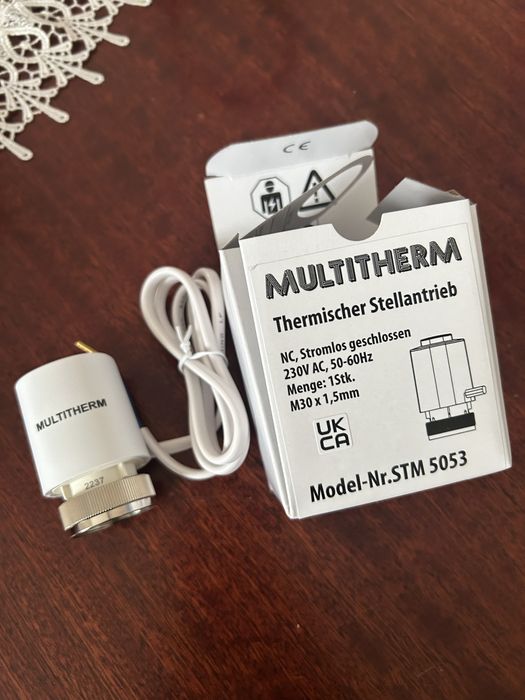 CE
MULTITHERM
Thermischer Stellantrieb
NC, Stromlos geschlossen
230V AC, 50-60Hz
Menge: 1Stk.
M30 x 1,5mm
UK
CA
Model-Nr.STM 5053
MULTITHERM
2237